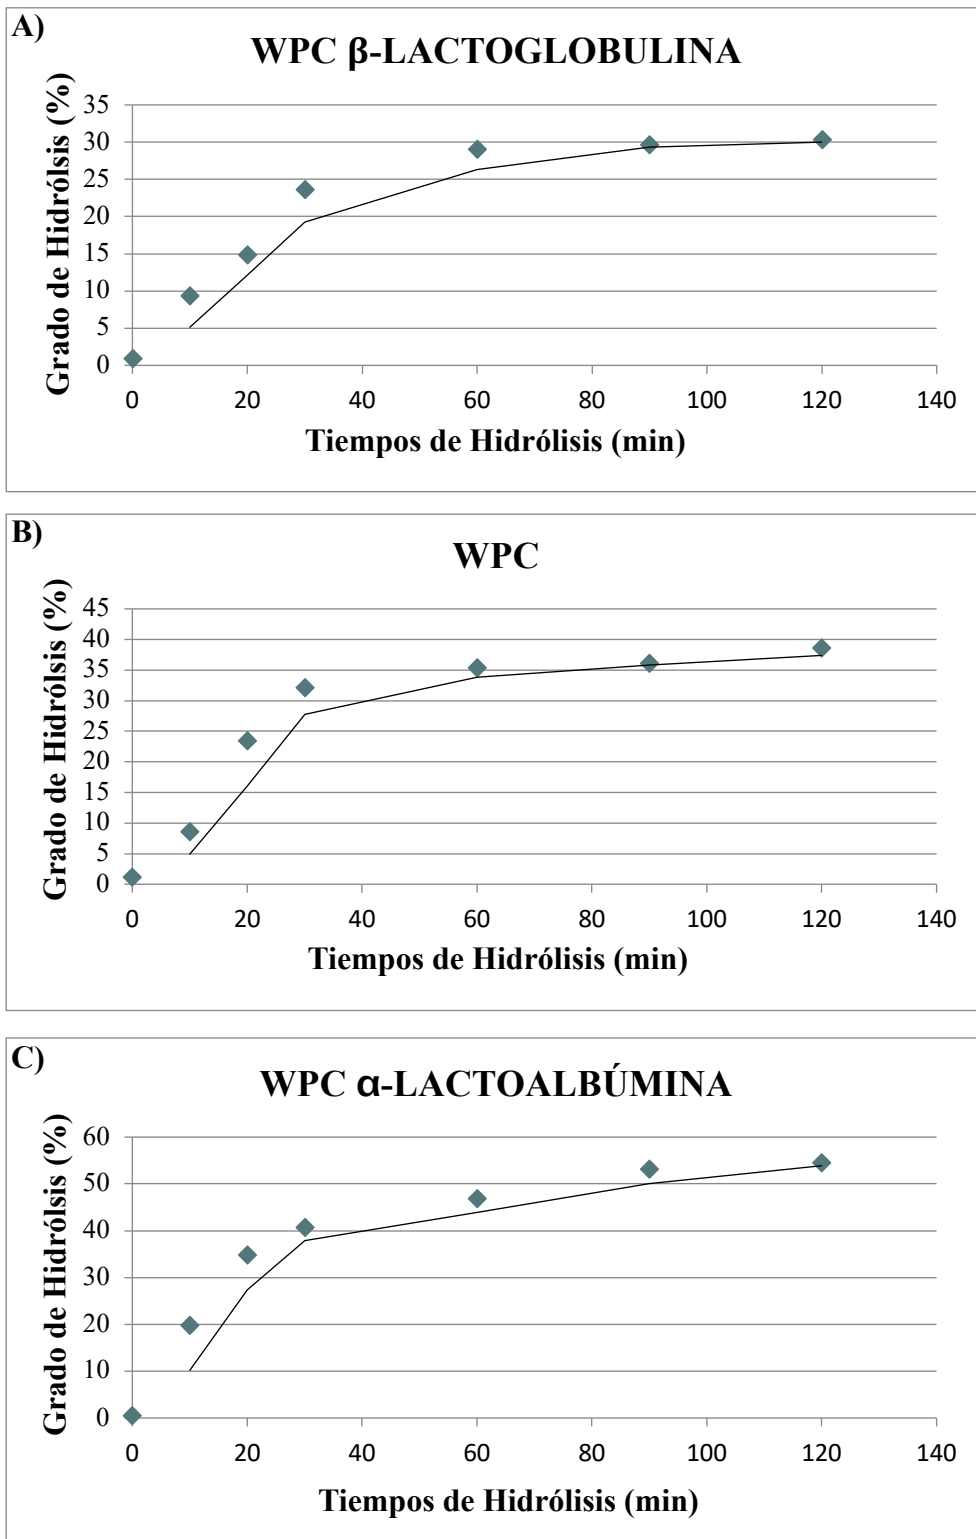 A)
WPC β-LACTOGLOBULINA
Grado de Hidrólsis (%)
35
30
25
20
15
10
5
0
0 20 40 60 80 100 120 140
Tiempos de Hidrólisis (min)
B)
WPC
Grado de Hidrólsis (%)
45
40
35
30
25
20
15
10
5
0
0 20 40 60 80 100 120 140
Tiempos de Hidrólisis (min)
C)
WPC α-LACTOALBÚMINA
Grado de Hidrólsis (%)
60
50
40
30
20
10
0
0 20 40 60 80 100 120 140
Tiempos de Hidrólisis (min)